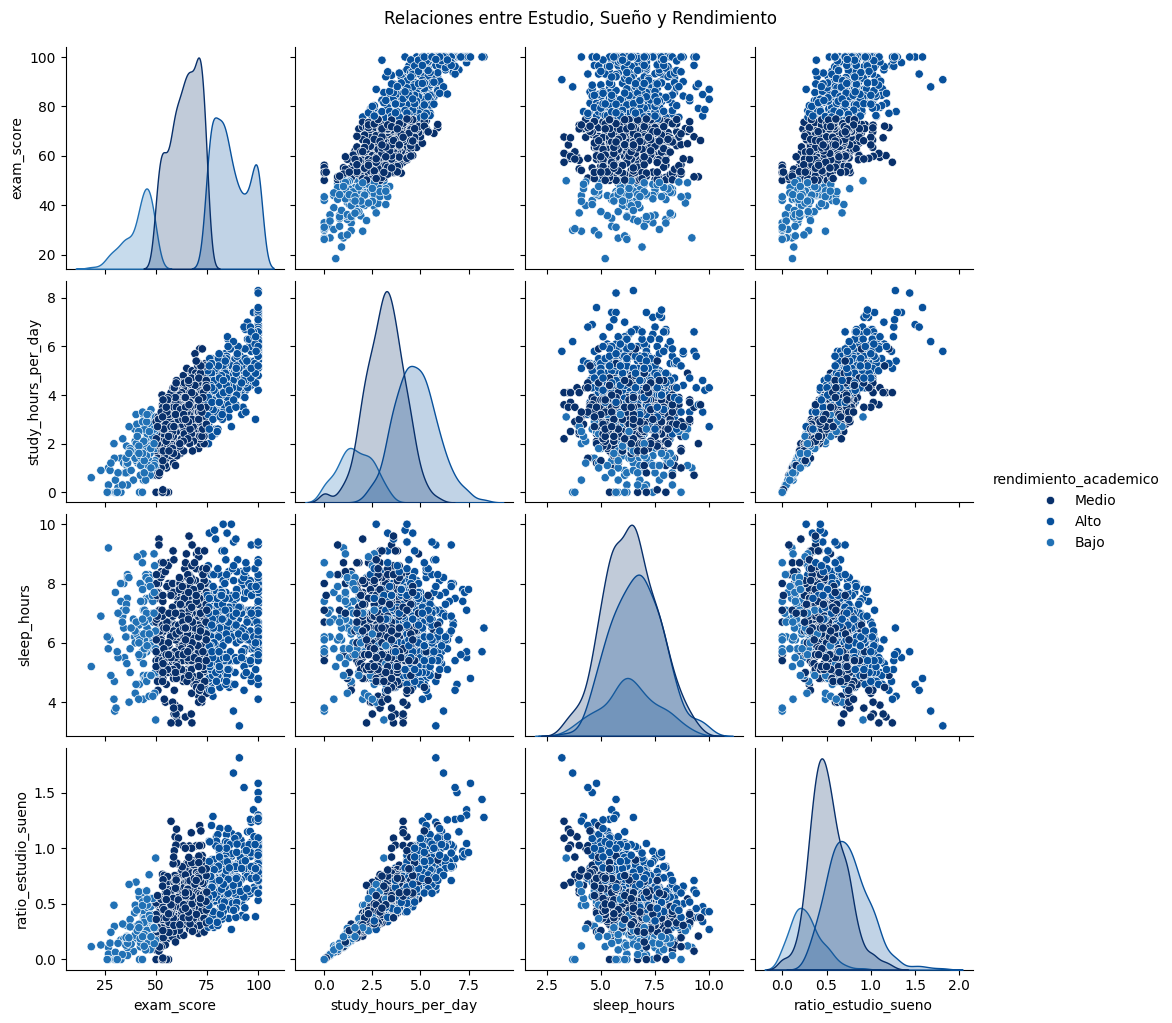 Relaciones entre Estudio, Sueño y Rendimiento
100
80
60
40
20
exam_score
8
6
4
2
0
study_hours_per_day
rendimiento_academico
Medio
Alto
Bajo
10
8
6
4
sleep_hours
1.5
1.0
0.5
0.0
ratio_estudio_sueno
25 50 75 100 0.0 2.5 5.0 7.5 2.5 5.0 7.5 10.0 0.0 0.5 1.0 1.5 2.0
exam_score study_hours_per_day sleep_hours ratio_estudio_sueno